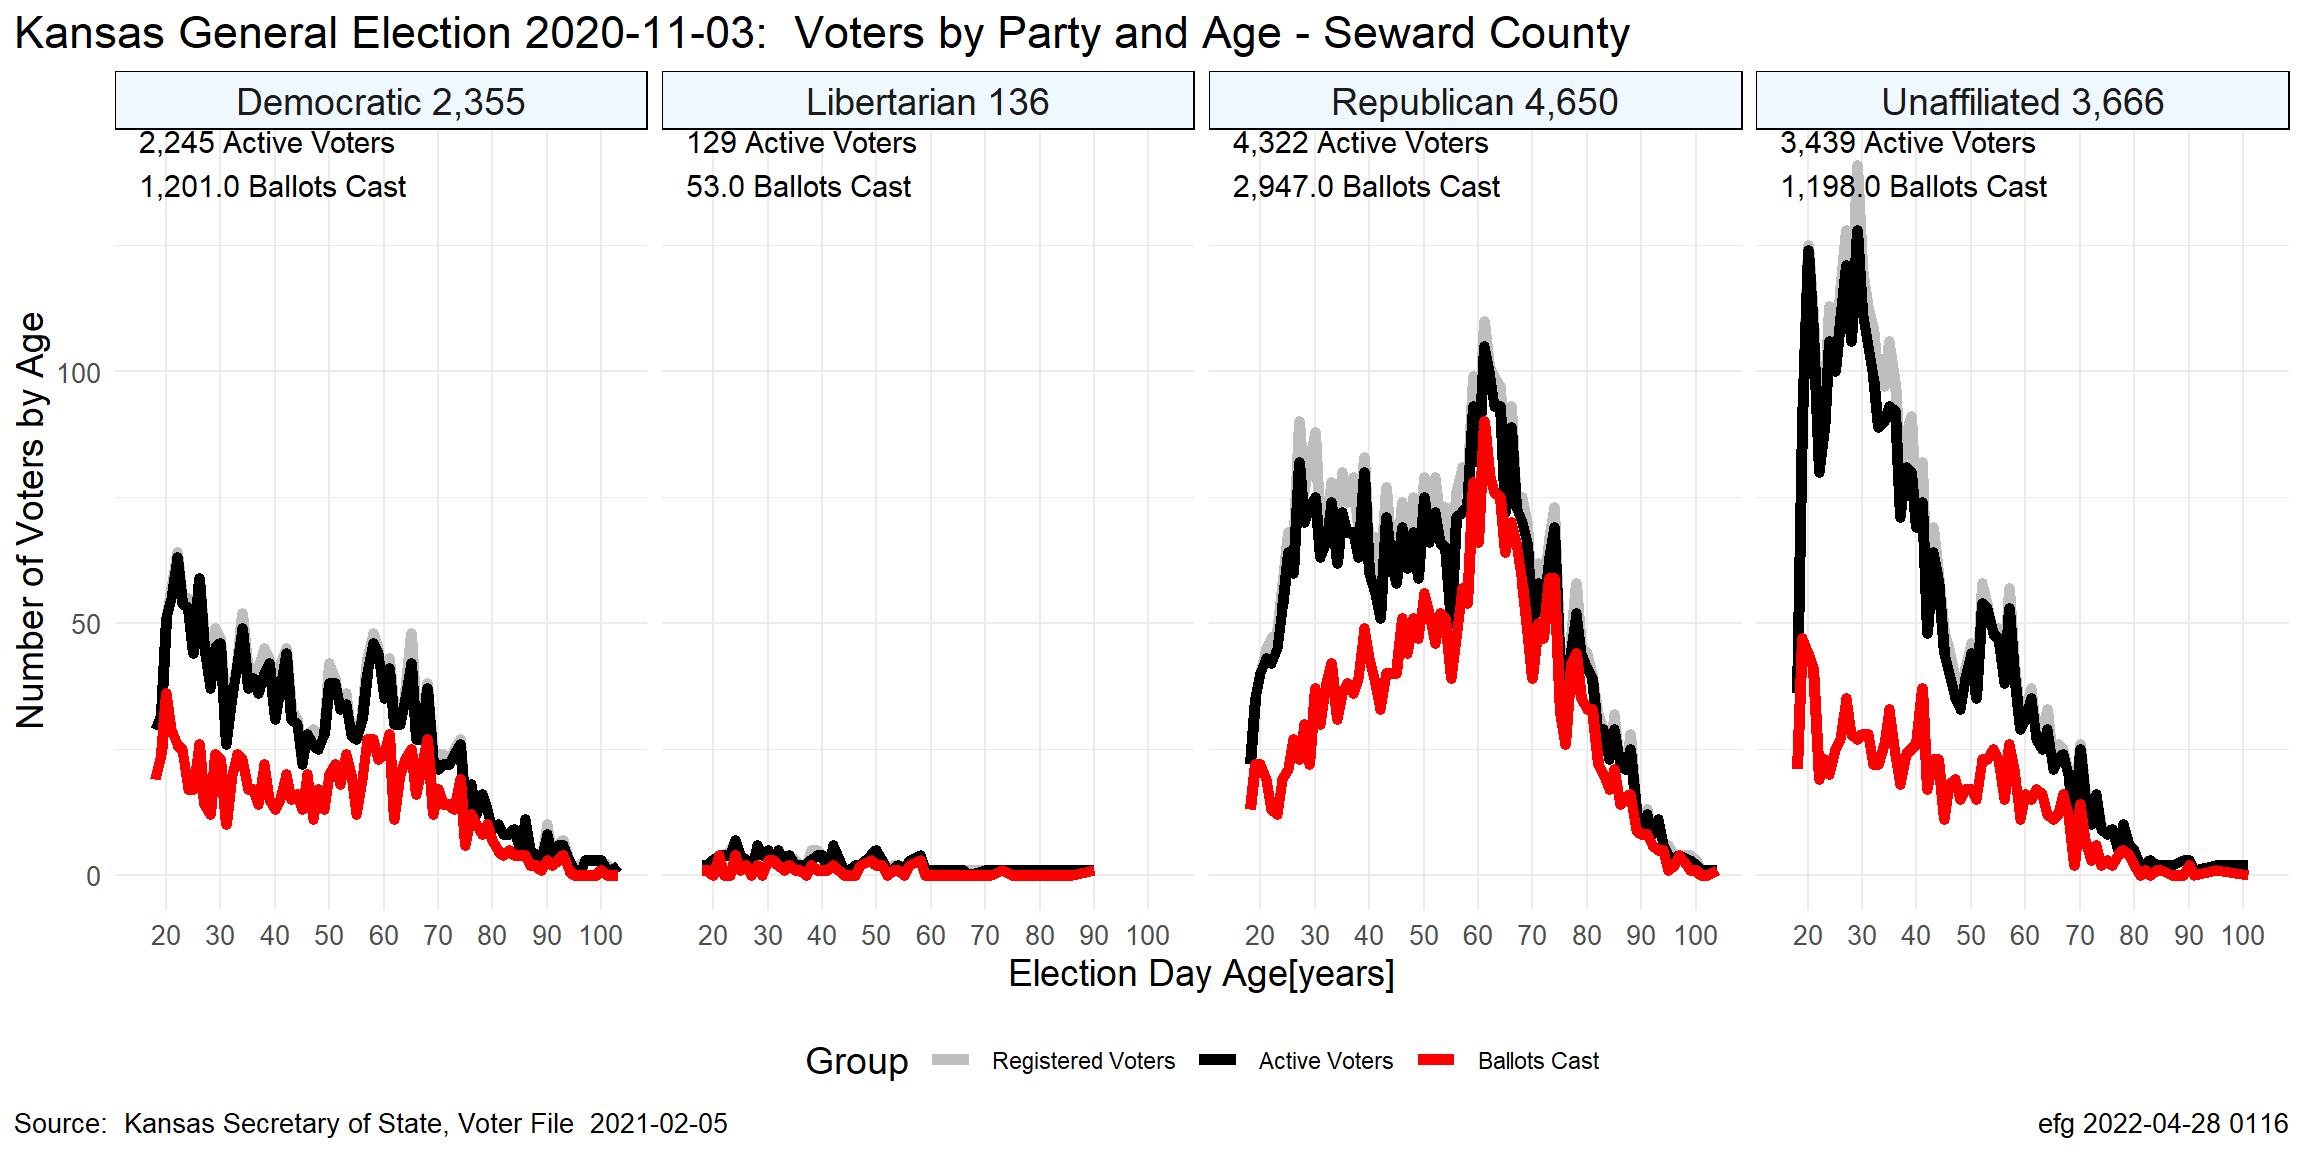 Kansas General Election 2020-11-03:  Voters by Party and Age - Seward County
Democratic 2,355
Libertarian 136
Republican 4,650
Unaffiliated 3,666
2,245 Active Voters
1,201.0 Ballots Cast
129 Active Voters
53.0 Ballots Cast
4,322 Active Voters
2,947.0 Ballots Cast
3,439 Active Voters
1,198.0 Ballots Cast
Number of Voters by Age
100
50
0
20 30 40 50 60 70 80 90 100
20 30 40 50 60 70 80 90 100
20 30 40 50 60 70 80 90 100
20 30 40 50 60 70 80 90 100
Election Day Age[years]
Group Registered Voters Active Voters Ballots Cast
Source:  Kansas Secretary of State, Voter File  2021-02-05
efg 2022-04-28 0116